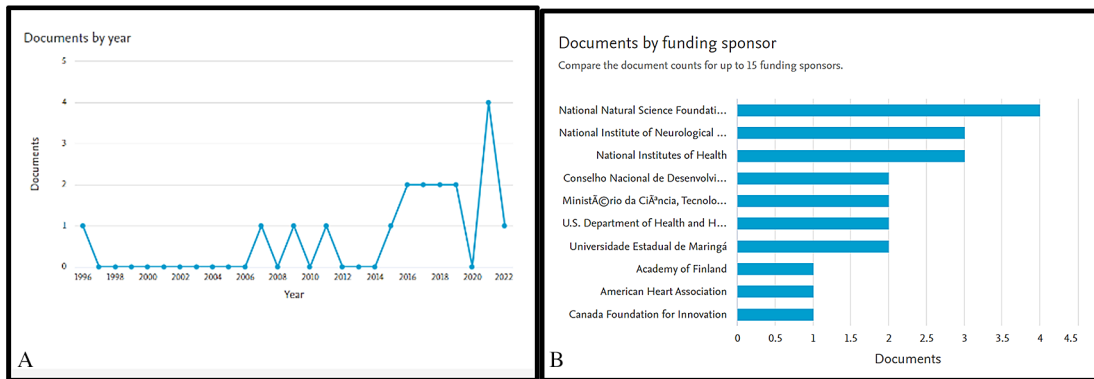 Documents by year
5
4
3
2
1
0
Documents
1996 1998 2000 2002 2004 2006 2008 2010 2012 2014 2016 2018 2020 2022
Year
A
Documents by funding sponsor
Compare the document counts for up to 15 funding sponsors.
National Natural Science Foundati...
National Institute of Neurological ...
National Institutes of Health
Conselho Nacional de Desenvolvi...
MinistÃ©rio da CiÃªncia, Tecnolo...
U.S. Department of Health and H...
Universidade Estadual de Maringá
Academy of Finland
American Heart Association
Canada Foundation for Innovation
0 0.5 1 1.5 2 2.5 3 3.5 4 4.5
Documents
B